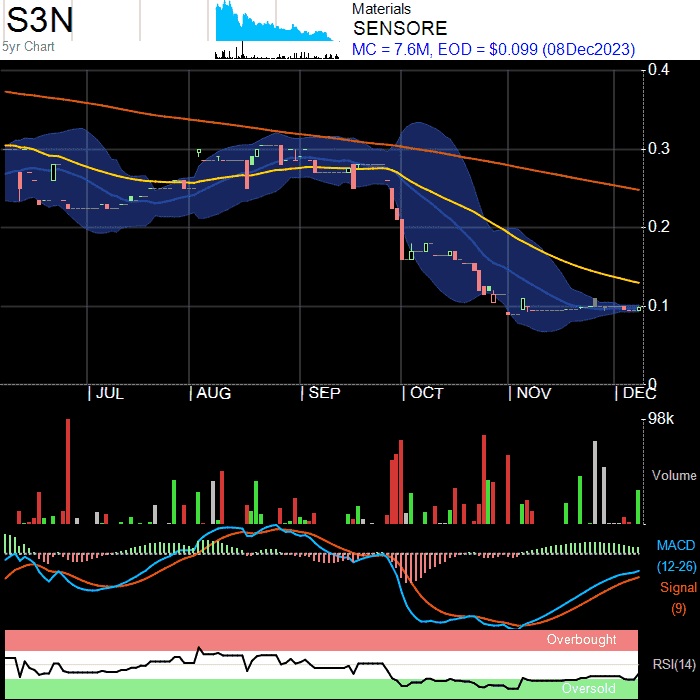 S3N
5yr Chart
Materials
SENSORE
MC = 7.6M, EOD = $0.099 (08Dec2023)
0.4
0.3
0.2
0.1
0
JUL
AUG
SEP
OCT
NOV
DEC
98k
Volume
MACD
(12-26)
Signal
(9)
Overbought
RSI(14)
Oversold